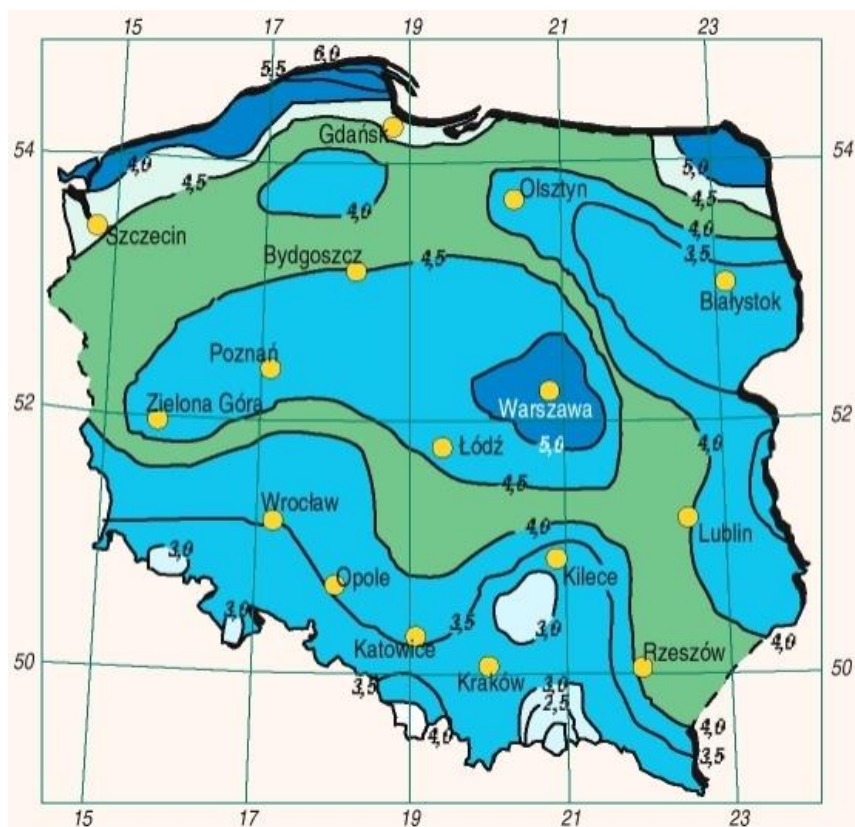 15 17 19 21 23
6,0
5,5
Gdańsk
54 54
4,0
5,0
4,5
4,5
Olsztyn
4,0
4,0
Szczecin
3,5
Bydgoszcz
4,5
Białystok
Poznań
52 52
Zielona Góra
Warszawa
5,0
4,0
Łódź
4,5
Wrocław
4,0
Lublin
3,0
Opole
Kilece
3,0
3,5
3,0
4,0
Katowice
Rzeszów
50 50
Kraków
3,5
3,0
2,5
4,0
4,0
3,5
15 17 19 21 23